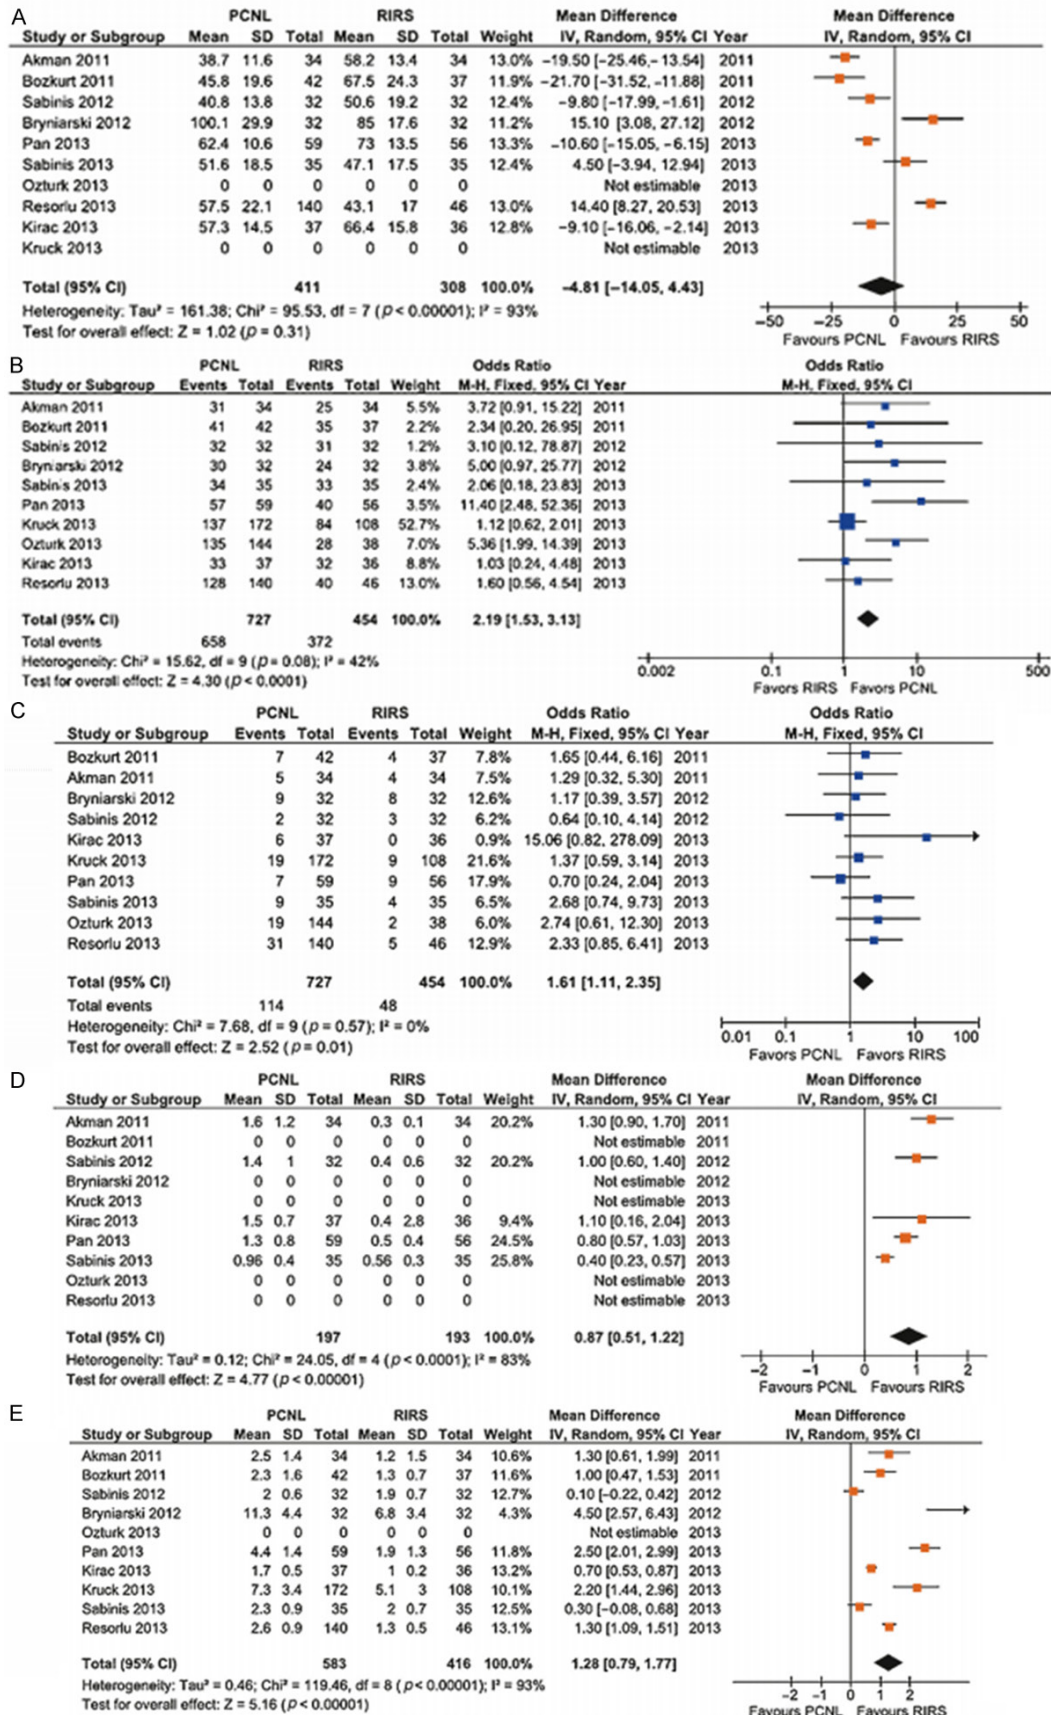 A
PCNL RIRS Mean Difference Mean Difference
Study or Subgroup Mean SD Total Mean SD Total Weight IV, Random, 95% CI Year IV, Random, 95% CI
Akman 2011 38.7 11.6 34 58.2 13.4 34 13.0% −19.50 [−25.46,−13.54] 2011
Bozkurt 2011 45.8 19.6 42 67.5 24.3 37 11.9% −21.70 [−31.52, −11.88] 2011
Sabinis 2012 40.8 13.8 32 50.6 19.2 32 12.4% −9.80 [−17.99, −1.61] 2012
Bryniarski 2012 100.1 29.9 32 85 17.6 32 11.2% 15.10 [3.08, 27.12] 2012
Pan 2013 62.4 10.6 59 73 13.5 56 13.3% −10.60 [−15.05, −6.15] 2013
Sabinis 2013 51.6 18.5 35 47.1 17.5 35 12.4% 4.50 [−3.94, 12.94] 2013
Ozturk 2013 0 0 0 0 0 0 Not estimable 2013
Resorlu 2013 57.5 22.1 140 43.1 17 46 13.0% 14.40 [8.27, 20.53] 2013
Kirac 2013 57.3 14.5 37 66.4 15.8 36 12.8% −9.10 [−16.06, −2.14] 2013
Kruck 2013 0 0 0 0 0 0 Not estimable 2013
Total (95% CI) 411 308 100.0% −4.81 [−14.05, 4.43]
Heterogeneity: Tau² = 161.38; Chi² = 95.53, df = 7 (p < 0.00001); I² = 93%
Test for overall effect: Z = 1.02 (p = 0.31)
−50 −25 0 25 50
Favours PCNL Favours RIRS
B
PCNL RIRS Odds Ratio Odds Ratio
Study or Subgroup Events Total Events Total Weight M-H, Fixed, 95% CI Year M-H, Fixed, 95% CI
Akman 2011 31 34 25 34 5.5% 3.72 [0.91, 15.22] 2011
Bozkurt 2011 41 42 35 37 2.2% 2.34 [0.20, 26.95] 2011
Sabinis 2012 32 32 31 32 1.2% 3.10 [0.12, 78.87] 2012
Bryniarski 2012 30 32 24 32 3.8% 5.00 [0.97, 25.77] 2012
Sabinis 2013 34 35 33 35 2.4% 2.06 [0.18, 23.83] 2013
Pan 2013 57 59 40 56 3.5% 11.40 [2.48, 52.36] 2013
Kruck 2013 137 172 84 108 52.7% 1.12 [0.62, 2.01] 2013
Ozturk 2013 135 144 28 38 7.0% 5.36 [1.99, 14.39] 2013
Kirac 2013 33 37 32 36 8.8% 1.03 [0.24, 4.48] 2013
Resorlu 2013 128 140 40 46 13.0% 1.60 [0.56, 4.54] 2013
Total (95% CI) 727 454 100.0% 2.19 [1.53, 3.13]
Total events 658 372
Heterogeneity: Chi² = 15.62, df = 9 (p = 0.08); I² = 42%
Test for overall effect: Z = 4.30 (p < 0.0001)
0.002 0.1 1 10 500
Favors RIRS Favors PCNL
C
PCNL RIRS Odds Ratio Odds Ratio
Study or Subgroup Events Total Events Total Weight M-H, Fixed, 95% CI Year M-H, Fixed, 95% CI
Bozkurt 2011 7 42 4 37 7.8% 1.65 [0.44, 6.16] 2011
Akman 2011 5 34 4 34 7.5% 1.29 [0.32, 5.30] 2011
Bryniarski 2012 9 32 8 32 12.6% 1.17 [0.39, 3.57] 2012
Sabinis 2012 2 32 3 32 6.2% 0.64 [0.10, 4.14] 2012
Kirac 2013 6 37 0 36 0.9% 15.06 [0.82, 278.09] 2013
Kruck 2013 19 172 9 108 21.6% 1.37 [0.59, 3.14] 2013
Pan 2013 7 59 9 56 17.9% 0.70 [0.24, 2.04] 2013
Sabinis 2013 9 35 4 35 6.5% 2.68 [0.74, 9.73] 2013
Ozturk 2013 19 144 2 38 6.0% 2.74 [0.61, 12.30] 2013
Resorlu 2013 31 140 5 46 12.9% 2.33 [0.85, 6.41] 2013
Total (95% CI) 727 454 100.0% 1.61 [1.11, 2.35]
Total events 114 48
Heterogeneity: Chi² = 7.68, df = 9 (p = 0.57); I² = 0%
Test for overall effect: Z = 2.52 (p = 0.01)
0.01 0.1 1 10 100
Favors PCNL Favors RIRS
D
PCNL RIRS Mean Difference Mean Difference
Study or Subgroup Mean SD Total Mean SD Total Weight IV, Random, 95% CI Year IV, Random, 95% CI
Akman 2011 1.6 1.2 34 0.3 0.1 34 20.2% 1.30 [0.90, 1.70] 2011
Bozkurt 2011 0 0 0 0 0 0 Not estimable 2011
Sabinis 2012 1.4 1 32 0.4 0.6 32 20.2% 1.00 [0.60, 1.40] 2012
Bryniarski 2012 0 0 0 0 0 0 Not estimable 2012
Kruck 2013 0 0 0 0 0 0 Not estimable 2013
Kirac 2013 1.5 0.7 37 0.4 2.8 36 9.4% 1.10 [0.16, 2.04] 2013
Pan 2013 1.3 0.8 59 0.5 0.4 56 24.5% 0.80 [0.57, 1.03] 2013
Sabinis 2013 0.96 0.4 35 0.56 0.3 35 25.8% 0.40 [0.23, 0.57] 2013
Ozturk 2013 0 0 0 0 0 0 Not estimable 2013
Resorlu 2013 0 0 0 0 0 0 Not estimable 2013
Total (95% CI) 197 193 100.0% 0.87 [0.51, 1.22]
Heterogeneity: Tau² = 0.12; Chi² = 24.05, df = 4 (p < 0.0001); I² = 83%
Test for overall effect: Z = 4.77 (p < 0.00001)
−2 −1 0 1 2
Favours PCNL Favours RIRS
E
PCNL RIRS Mean Difference Mean Difference
Study or Subgroup Mean SD Total Mean SD Total Weight IV, Random, 95% CI Year IV, Random, 95% CI
Akman 2011 2.5 1.4 34 1.2 1.5 34 10.6% 1.30 [0.61, 1.99] 2011
Bozkurt 2011 2.3 1.6 42 1.3 0.7 37 11.6% 1.00 [0.47, 1.53] 2011
Sabinis 2012 2 0.6 32 1.9 0.7 32 12.7% 0.10 [−0.22, 0.42] 2012
Bryniarski 2012 11.3 4.4 32 6.8 3.4 32 4.3% 4.50 [2.57, 6.43] 2012
Ozturk 2013 0 0 0 0 0 0 Not estimable 2013
Pan 2013 4.4 1.4 59 1.9 1.3 56 11.8% 2.50 [2.01, 2.99] 2013
Kirac 2013 1.7 0.5 37 1 0.2 36 13.2% 0.70 [0.53, 0.87] 2013
Kruck 2013 7.3 3.4 172 5.1 3 108 10.1% 2.20 [1.44, 2.96] 2013
Sabinis 2013 2.3 0.9 35 2 0.7 35 12.5% 0.30 [−0.08, 0.68] 2013
Resorlu 2013 2.6 0.9 140 1.3 0.5 46 13.1% 1.30 [1.09, 1.51] 2013
Total (95% CI) 583 416 100.0% 1.28 [0.79, 1.77]
Heterogeneity: Tau² = 0.46; Chi² = 119.46, df = 8 (p < 0.00001); I² = 93%
Test for overall effect: Z = 5.16 (p < 0.00001)
−2 −1 0 1 2
Favours PCNL Favours RIRS